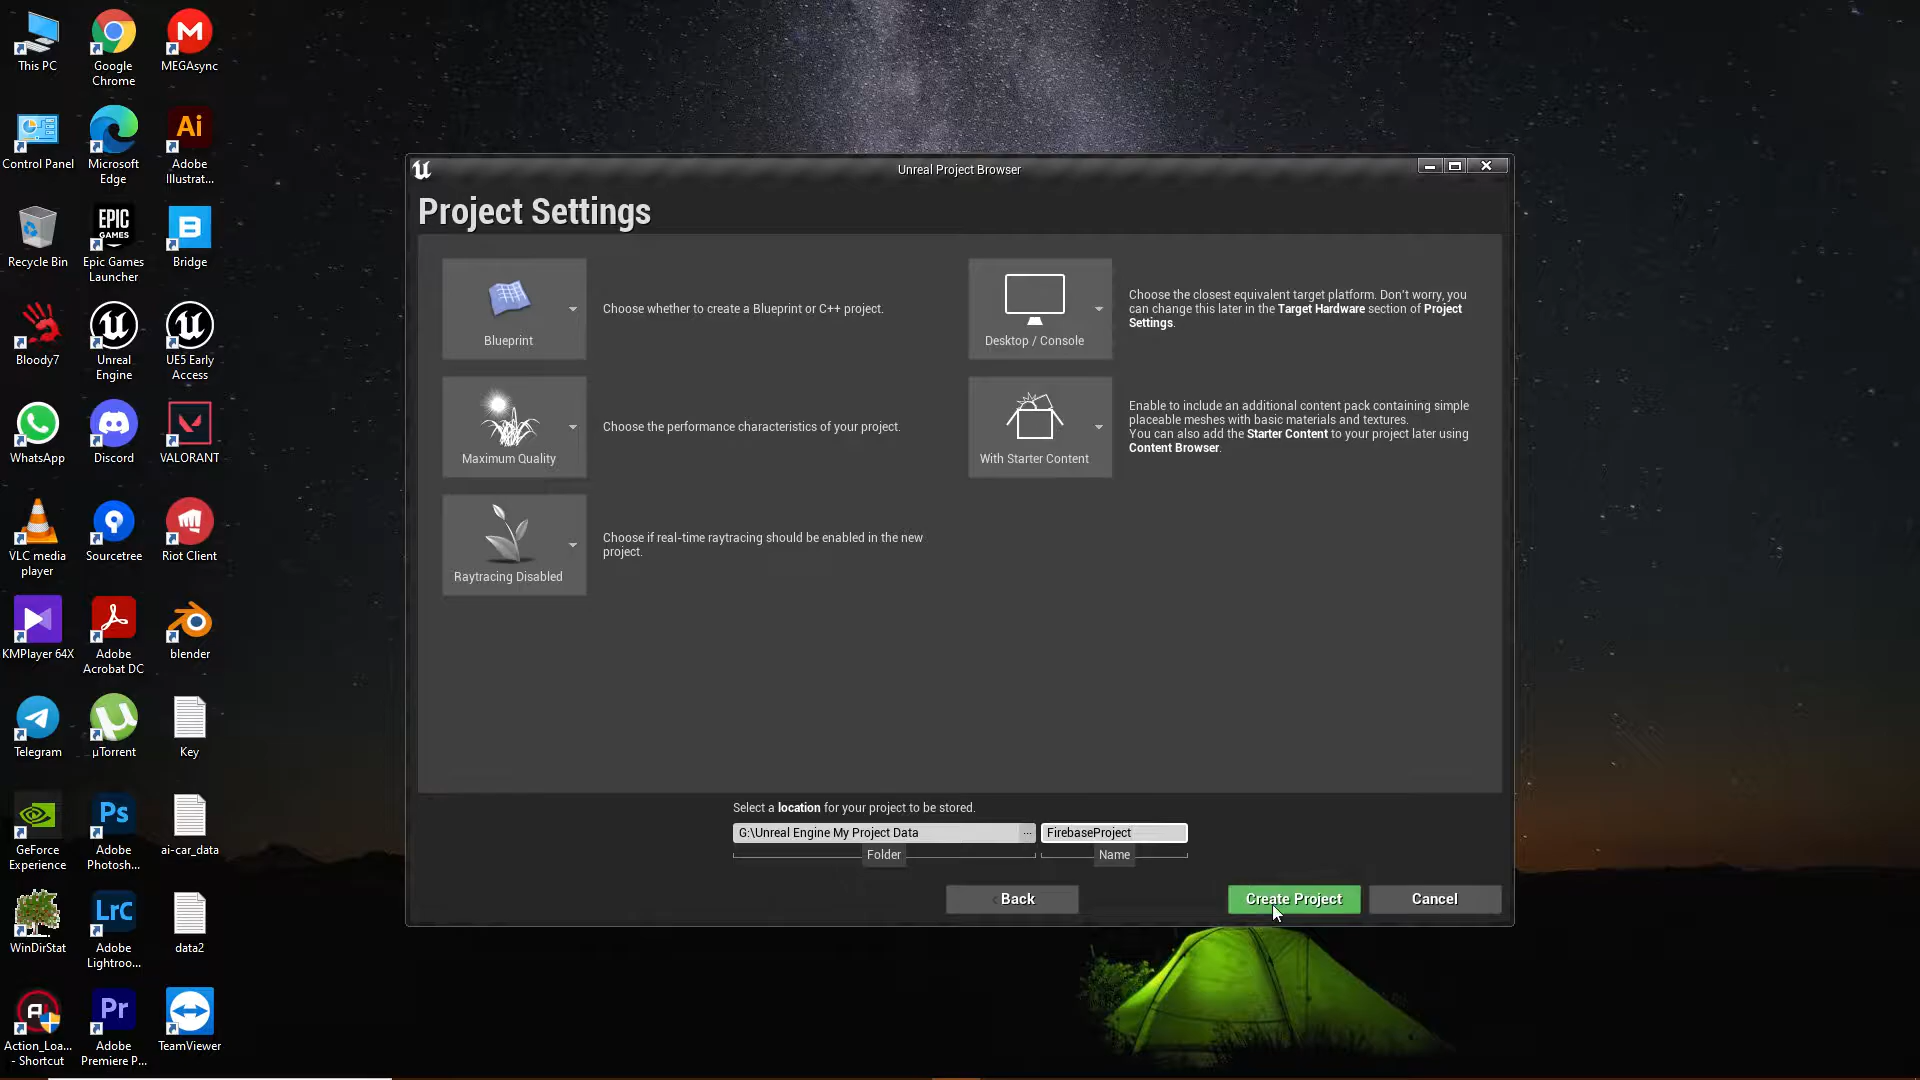 This PC
Google
Chrome
MEGAsync
Control Panel
Microsoft
Edge
Ai
Adobe
Illustrat...
Recycle Bin
EPIC
GAMES
Epic Games
Launcher
Bridge
Bloody7
Unreal
Engine
UE5 Early
Access
WhatsApp
Discord
VALORANT
VLC media
player
Sourcetree
Riot Client
KMPlayer 64X
Adobe
Acrobat DC
blender
Telegram
µTorrent
Key
GeForce
Experience
Ps
Adobe
Photosh...
ai-car_data
WinDirStat
LrC
Adobe
Lightroo...
data2
Action_Loa...
- Shortcut
Pr
Adobe
Premiere P...
TeamViewer
Unreal Project Browser
Project Settings
Blueprint
Choose whether to create a Blueprint or C++ project.
Desktop / Console
Choose the closest equivalent target platform. Don't worry, you
can change this later in the Target Hardware section of Project
Settings.
Maximum Quality
Choose the performance characteristics of your project.
With Starter Content
Enable to include an additional content pack containing simple
placeable meshes with basic materials and textures.
You can also add the Starter Content to your project later using
Content Browser.
Raytracing Disabled
Choose if real-time raytracing should be enabled in the new
project.
Select a location for your project to be stored.
G:\Unreal Engine My Project Data
...
FirebaseProject
Folder
Name
Back
Create Project
Cancel